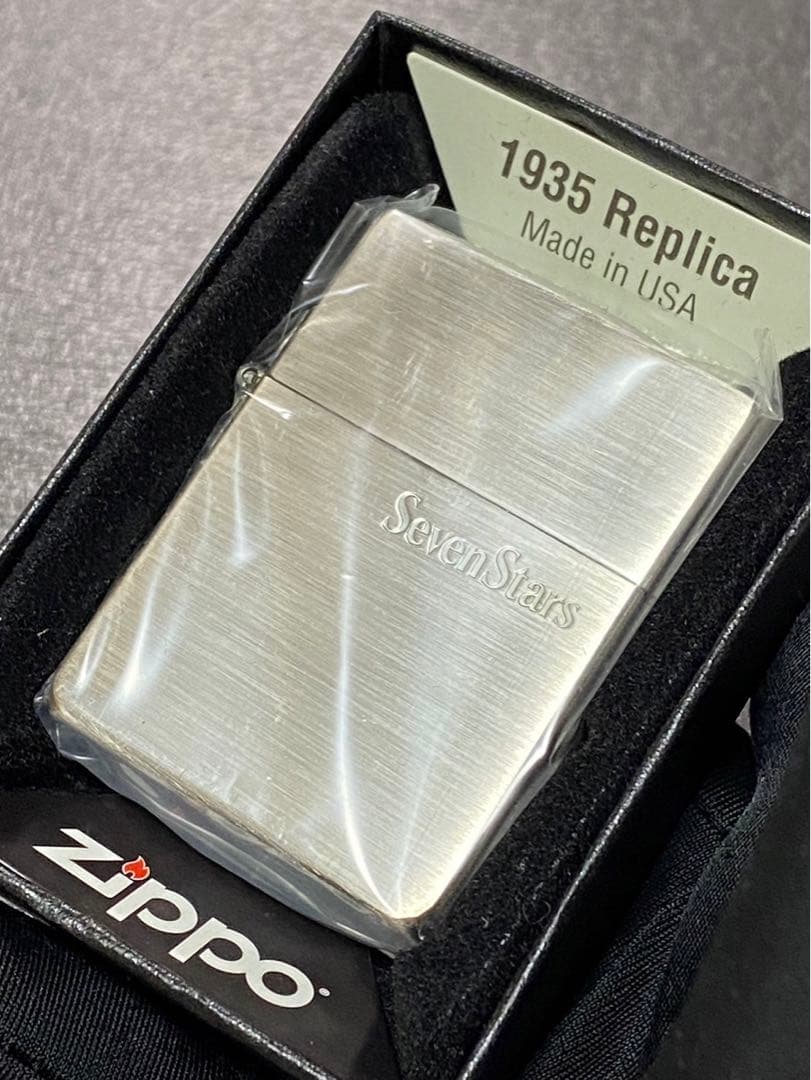 1935 Replica
Made in USA
SevenStars
zippo